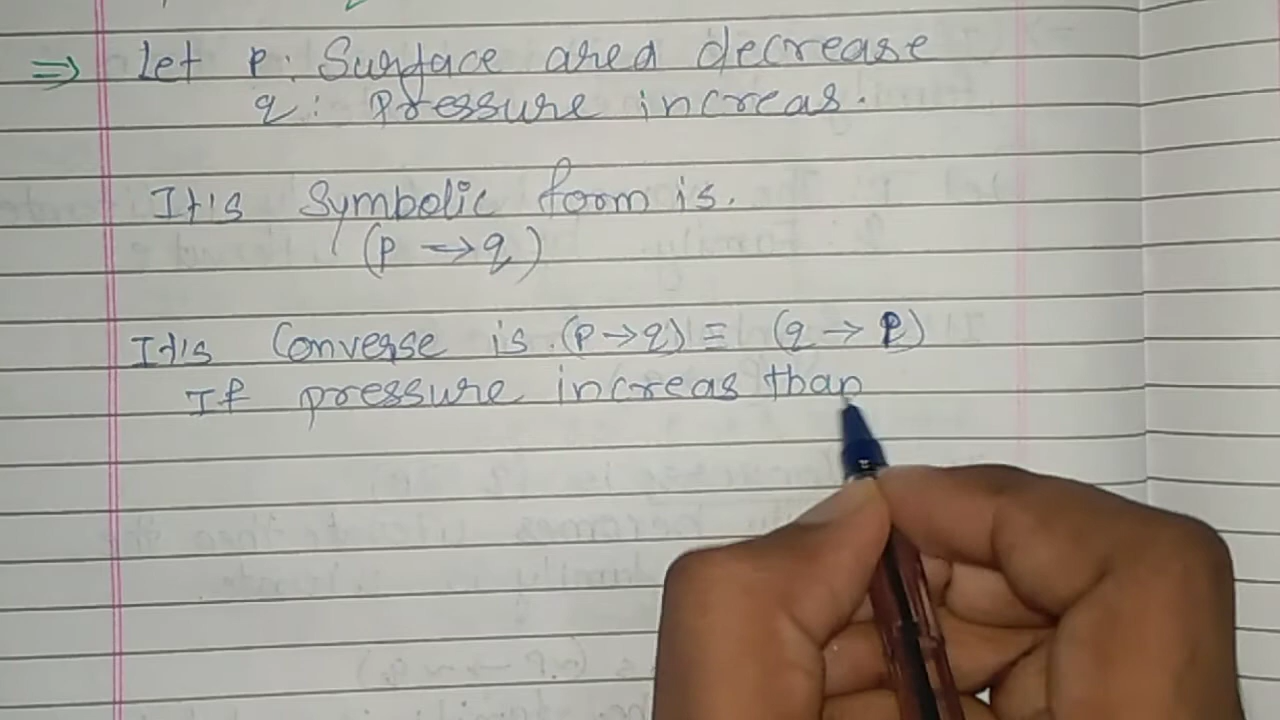 ⇒ Let p: Surface area decrease
q: Pressure increas.
It's Symbolic form is.
(p → q)
It's Converse is. (p → q) ≡ (q → p)
If pressure increas than